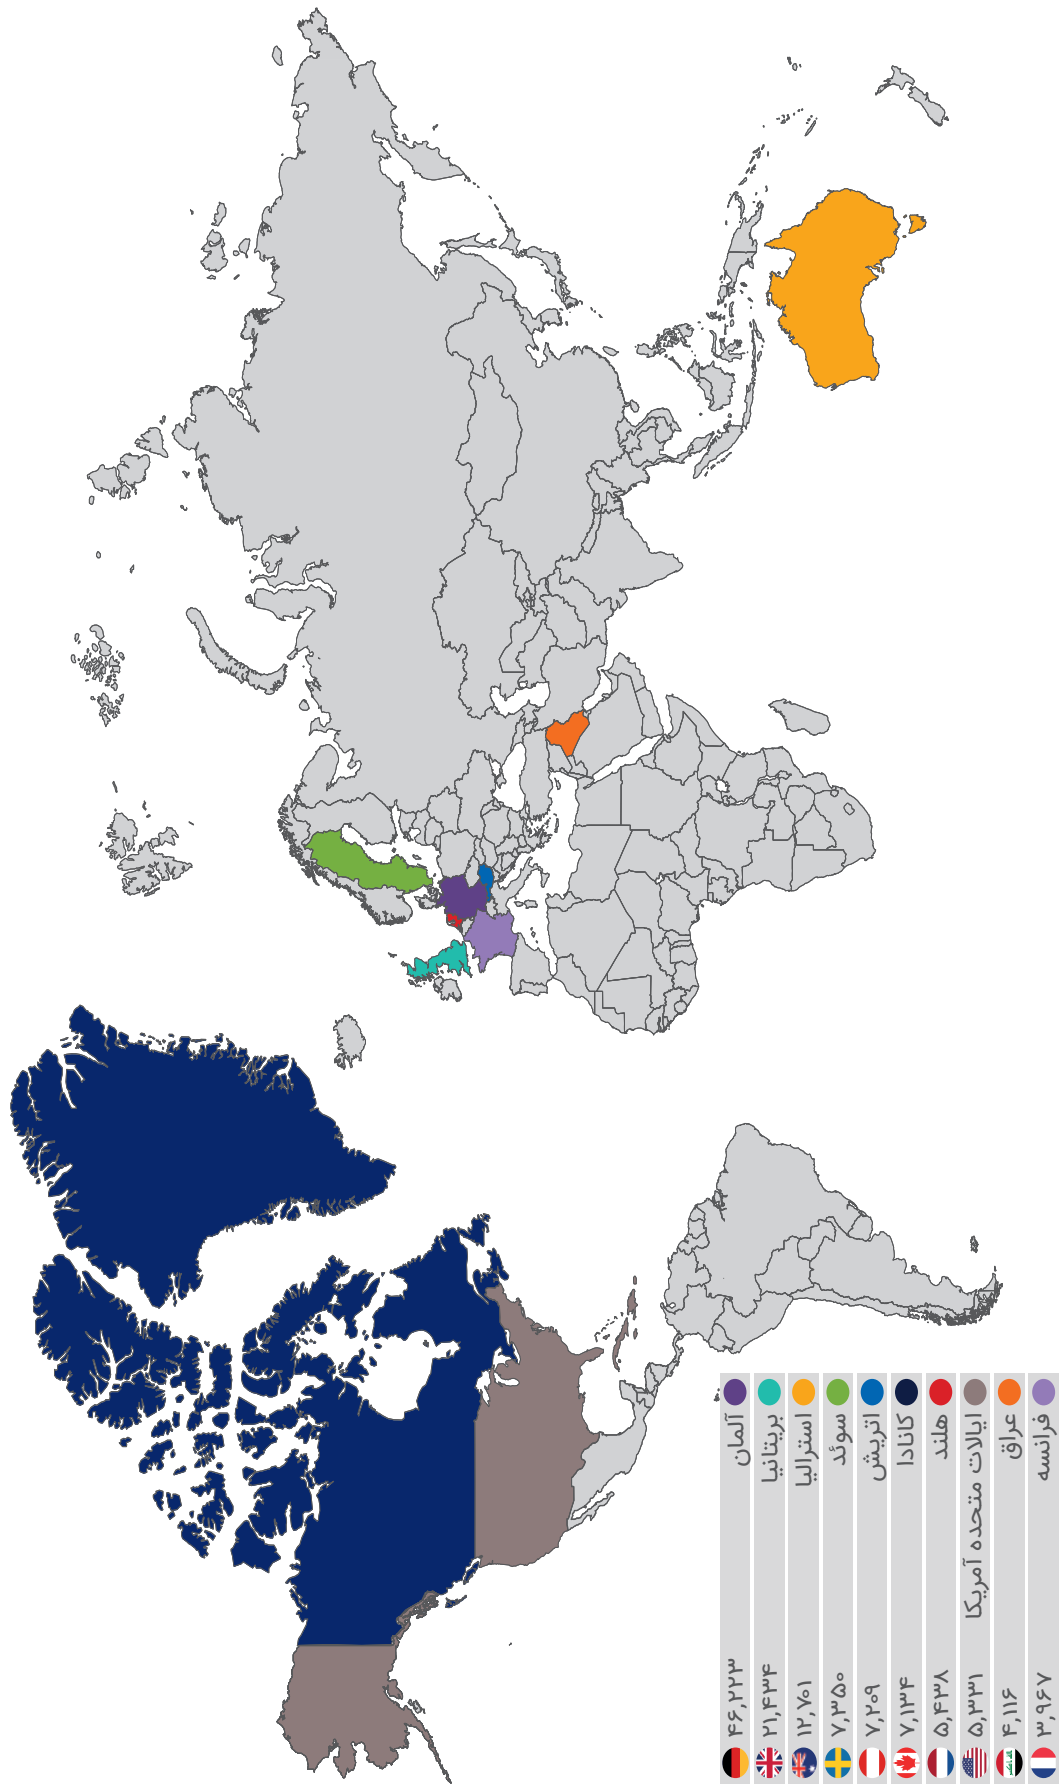 آلمان ۴۶,۲۲۳
بریتانیا ۲۱,۴۳۴
استرالیا ۱۲,۷۰۱
سوئد ۷,۳۵۰
اتریش ۷,۲۰۹
کانادا ۷,۱۳۴
هلند ۵,۴۳۸
ایالات متحده آمریکا ۵,۳۳۱
عراق ۴,۱۱۶
فرانسه ۳,۹۶۷